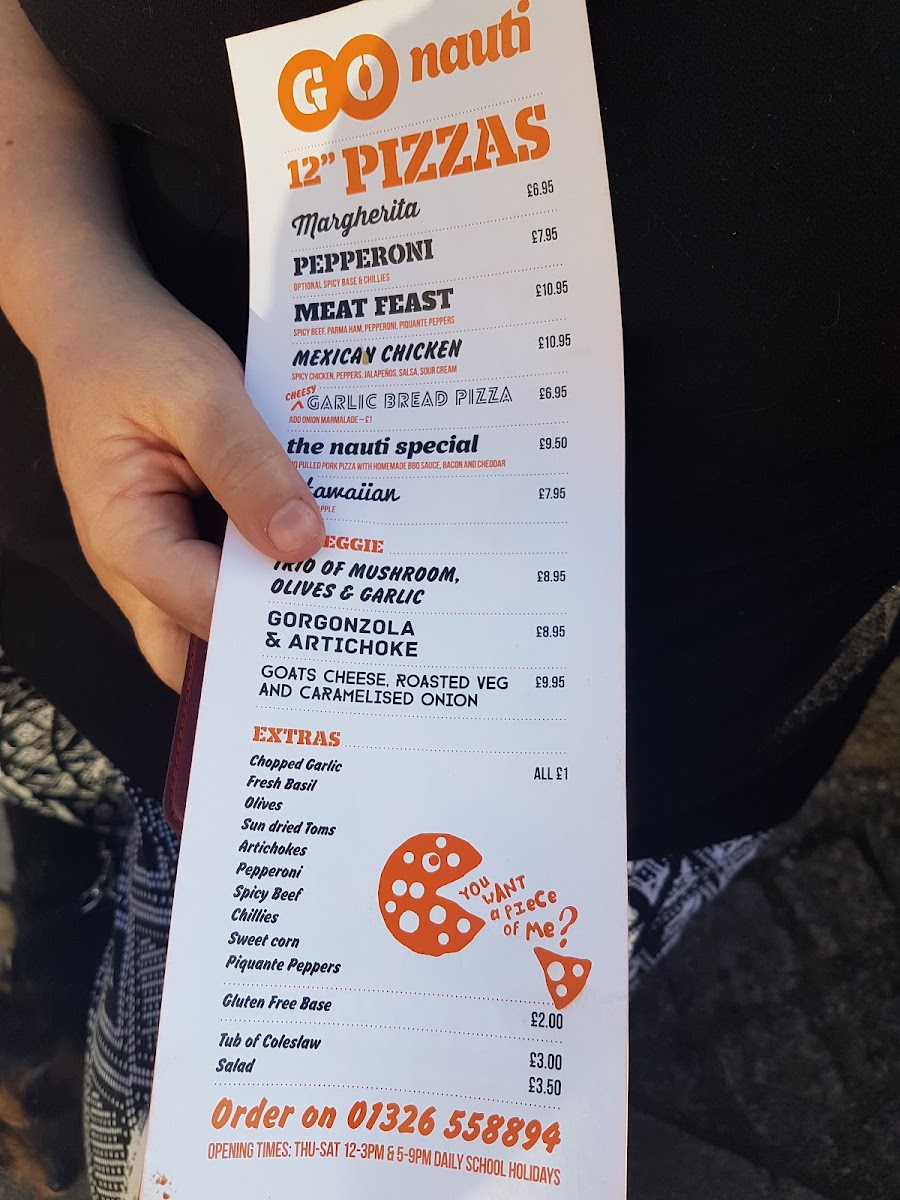 GO nauti
12” PIZZAS
Margherita £6.95
PEPPERONI £7.95
OPTIONAL SPICY BASE & CHILLIES
MEAT FEAST £10.95
SPICY BEEF, PARMA HAM, PEPPERONI, PIQUANTE PEPPERS
MEXICAN CHICKEN £10.95
SPICY CHICKEN, PEPPERS, JALAPEÑOS, SALSA, SOUR CREAM
CHEESY
GARLIC BREAD PIZZA £6.95
ADD ONION MARMALADE – £1
the nauti special £9.50
PULLED PORK PIZZA WITH HOMEMADE BBQ SAUCE, BACON AND CHEDDAR
Hawaiian £7.95
EGGIE
TRIO OF MUSHROOM, £8.95
OLIVES & GARLIC
GORGONZOLA £8.95
& ARTICHOKE
GOATS CHEESE, ROASTED VEG £9.95
AND CARAMELISED ONION
EXTRAS
Chopped Garlic ALL £1
Fresh Basil
Olives
Sun dried Toms
Artichokes
Pepperoni
Spicy Beef
Chillies
Sweet corn
Piquante Peppers
YOU
WANT
a PIECE
OF ME?
Gluten Free Base £2.00
Tub of Coleslaw £3.00
Salad £3.50
Order on 01326 558894
OPENING TIMES: THU-SAT 12-3PM & 5-9PM DAILY SCHOOL HOLIDAYS